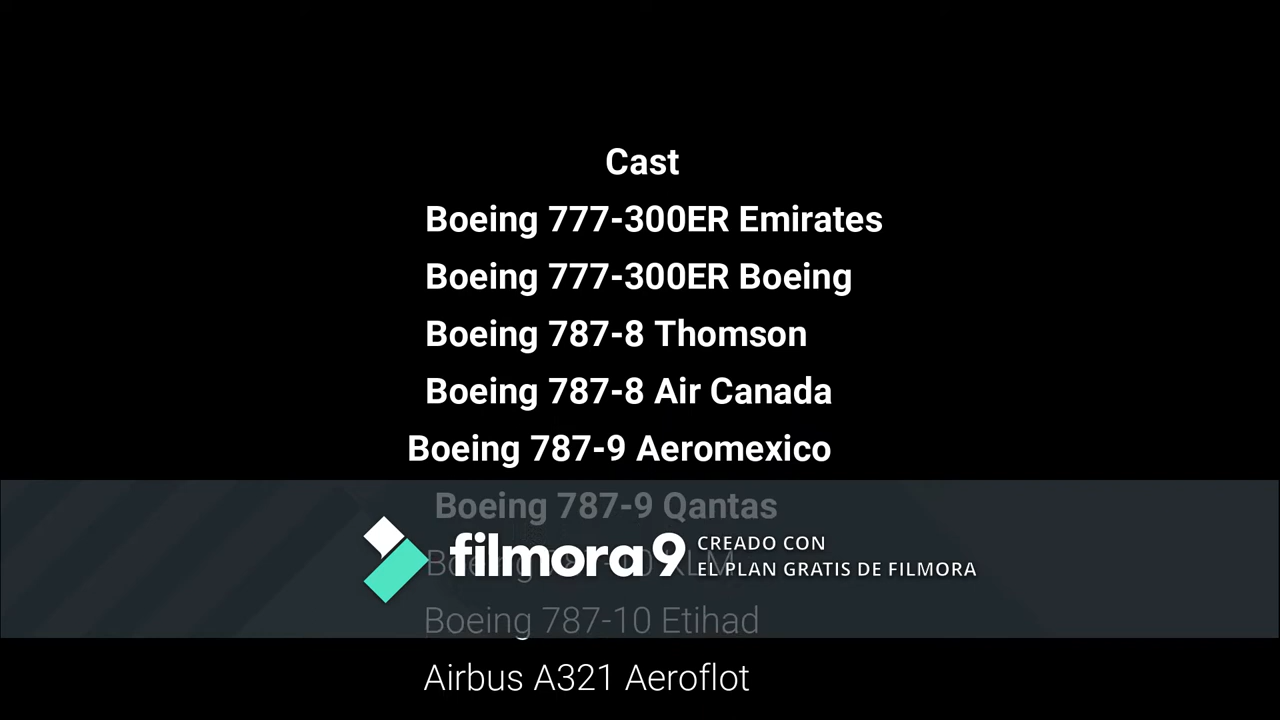 Cast
Boeing 777-300ER Emirates
Boeing 777-300ER Boeing
Boeing 787-8 Thomson
Boeing 787-8 Air Canada
Boeing 787-9 Aeromexico
Boeing 787-9 Qantas
KLM
filmora9
CREADO CON
EL PLAN GRATIS DE FILMORA
Boeing 787-10 Etihad
Airbus A321 Aeroflot